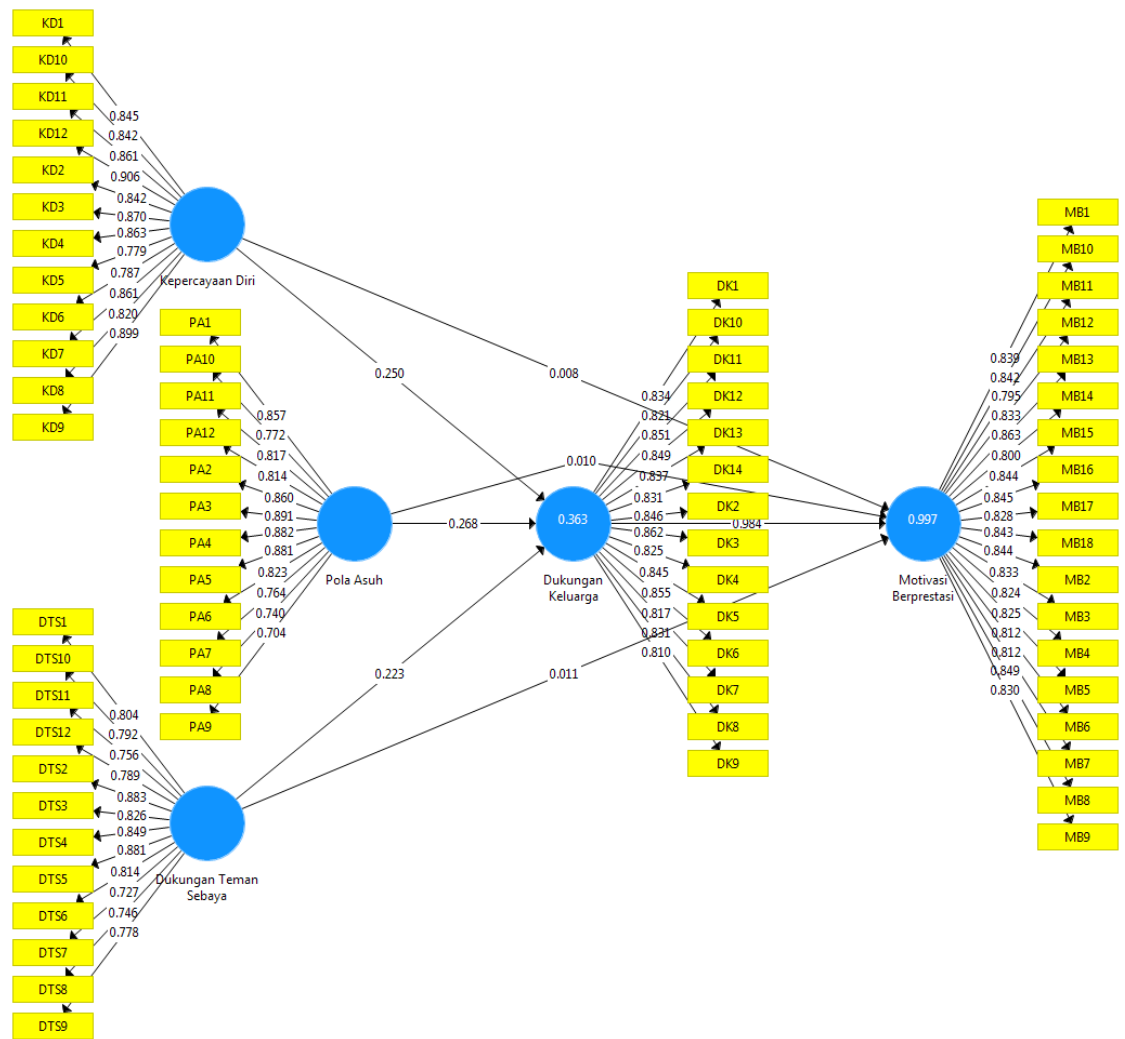 KD1
KD10
KD11
KD12
KD2
KD3
KD4
KD5
KD6
KD7
KD8
KD9
0.845
0.842
0.861
0.906
0.842
0.870
0.863
0.779
0.787
0.861
0.820
0.899
Kepercayaan Diri
PA1
PA10
PA11
PA12
PA2
PA3
PA4
PA5
PA6
PA7
PA8
PA9
0.857
0.772
0.817
0.814
0.860
0.891
0.882
0.881
0.823
0.764
0.740
0.704
Pola Asuh
DTS1
DTS10
DTS11
DTS12
DTS2
DTS3
DTS4
DTS5
DTS6
DTS7
DTS8
DTS9
0.804
0.792
0.756
0.789
0.883
0.826
0.849
0.881
0.814
0.727
0.746
0.778
Dukungan Teman
Sebaya
0.250
0.008
0.010
0.268
0.223
0.011
0.363
Dukungan
Keluarga
0.834
0.821
0.851
0.849
0.837
0.831
0.846
0.862
0.825
0.845
0.855
0.817
0.831
0.810
DK1
DK10
DK11
DK12
DK13
DK14
DK2
DK3
DK4
DK5
DK6
DK7
DK8
DK9
0.984
0.997
Motivasi
Berprestasi
0.839
0.842
0.795
0.833
0.863
0.800
0.844
0.845
0.828
0.843
0.844
0.833
0.824
0.825
0.812
0.812
0.849
0.830
MB1
MB10
MB11
MB12
MB13
MB14
MB15
MB16
MB17
MB18
MB2
MB3
MB4
MB5
MB6
MB7
MB8
MB9